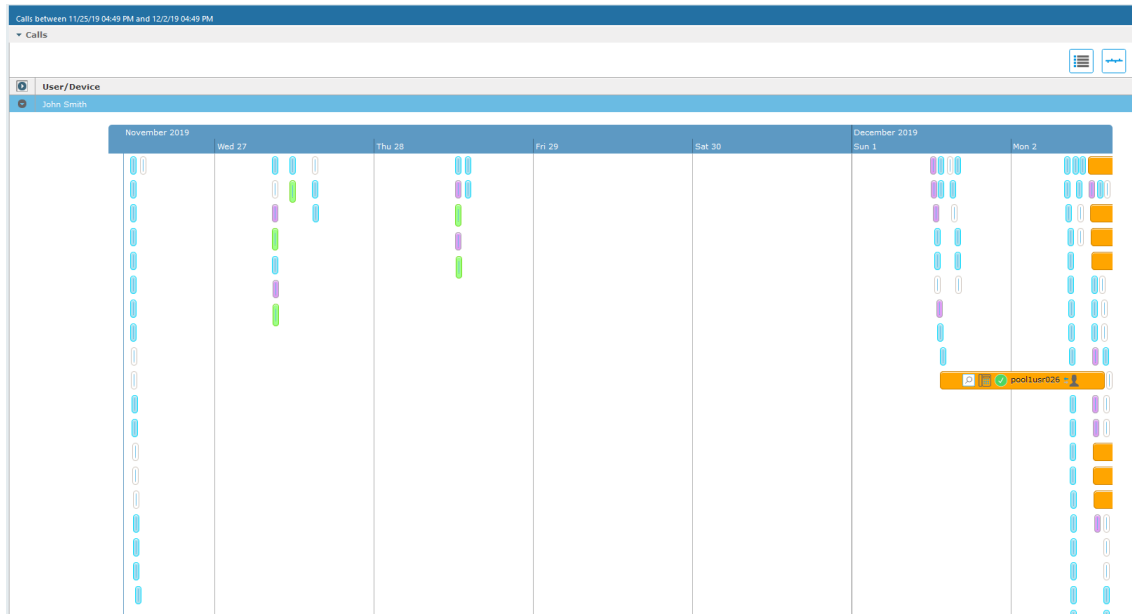 Calls between 11/25/19 04:49 PM and 12/2/19 04:49 PM
Calls
User/Device
John Smith
November 2019
December 2019
Wed 27
Thu 28
Fri 29
Sat 30
Sun 1
Mon 2
pool1usr026